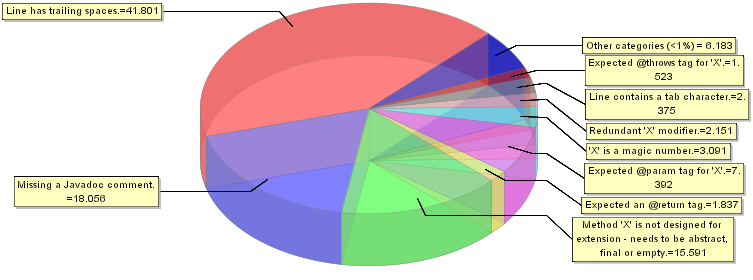 Line has trailing spaces.=41.801
Other categories (<1%) = 6.183
Expected @throws tag for 'X'.=1.
523
Line contains a tab character.=2.
375
Redundant 'X' modifier.=2.151
'X' is a magic number.=3.091
Expected @param tag for 'X'.=7.
392
Expected an @return tag.=1.837
Method 'X' is not designed for
extension - needs to be abstract,
final or empty.=15.591
Missing a Javadoc comment.
=18.056